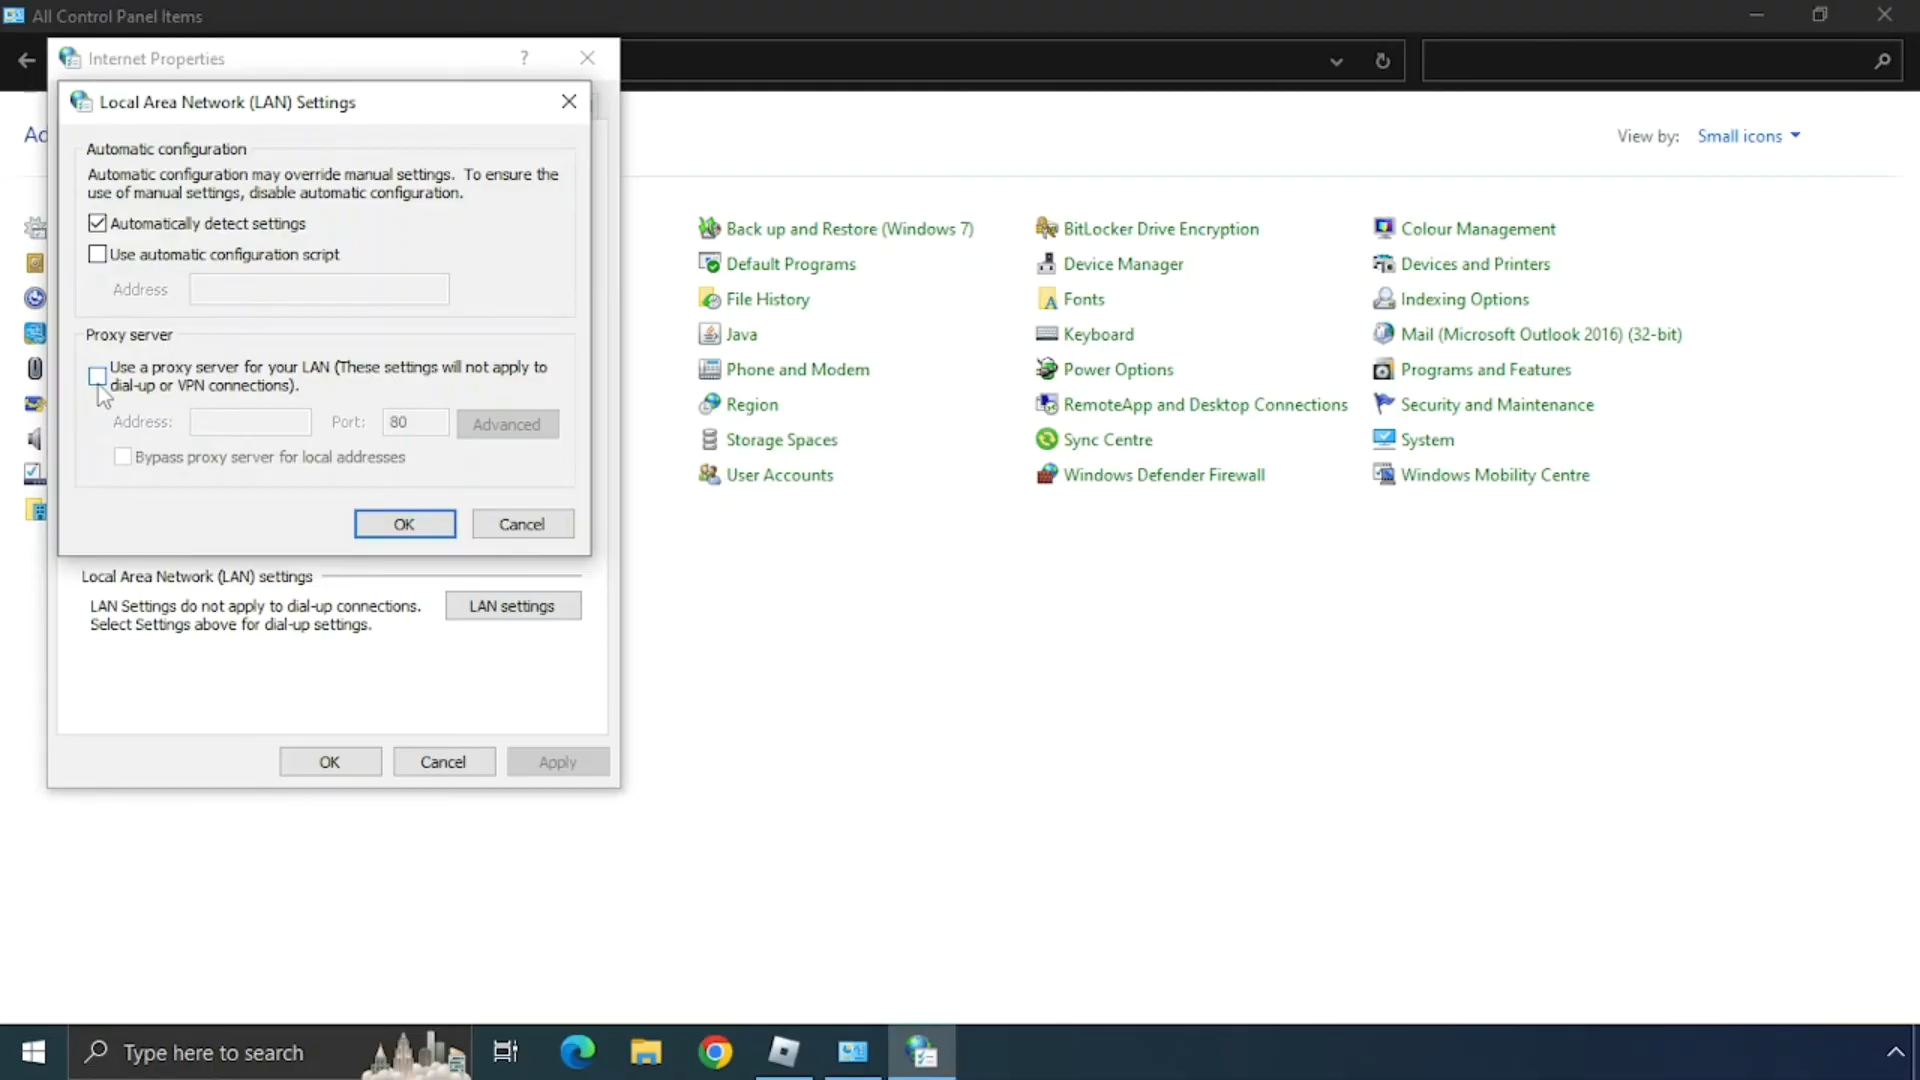 All Control Panel Items
Internet Properties
?
Local Area Network (LAN) Settings
Ad
View by:
Small icons
Automatic configuration
Automatic configuration may override manual settings. To ensure the
use of manual settings, disable automatic configuration.
Automatically detect settings
Use automatic configuration script
Address
Proxy server
Use a proxy server for your LAN (These settings will not apply to
dial-up or VPN connections).
Address:
Port:
80
Advanced
Bypass proxy server for local addresses
OK
Cancel
Local Area Network (LAN) settings
LAN Settings do not apply to dial-up connections.
Select Settings above for dial-up settings.
LAN settings
OK
Cancel
Apply
Back up and Restore (Windows 7)
BitLocker Drive Encryption
Colour Management
Default Programs
Device Manager
Devices and Printers
File History
Fonts
Indexing Options
Java
Keyboard
Mail (Microsoft Outlook 2016) (32-bit)
Phone and Modem
Power Options
Programs and Features
Region
RemoteApp and Desktop Connections
Security and Maintenance
Storage Spaces
Sync Centre
System
User Accounts
Windows Defender Firewall
Windows Mobility Centre
Type here to search